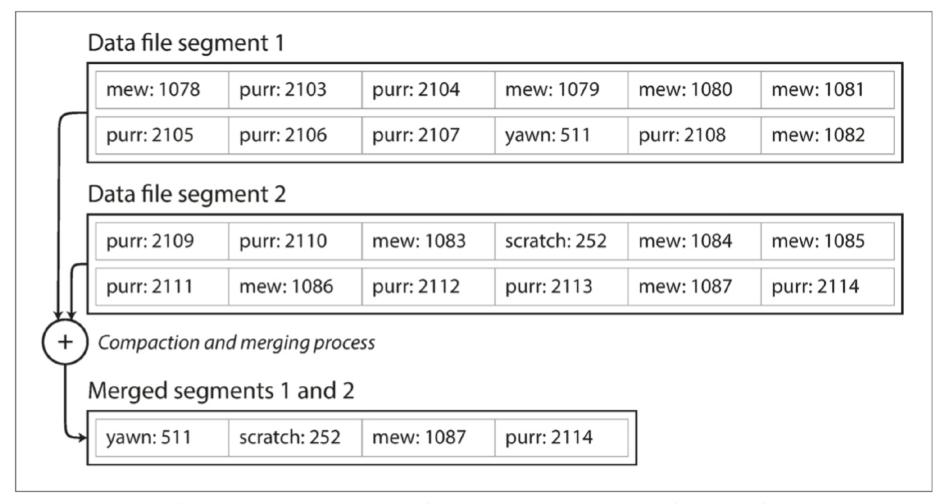 Data file segment 1
mew: 1078 purr: 2103 purr: 2104 mew: 1079 mew: 1080 mew: 1081
purr: 2105 purr: 2106 purr: 2107 yawn: 511 purr: 2108 mew: 1082
Data file segment 2
purr: 2109 purr: 2110 mew: 1083 scratch: 252 mew: 1084 mew: 1085
purr: 2111 mew: 1086 purr: 2112 purr: 2113 mew: 1087 purr: 2114
+ Compaction and merging process
Merged segments 1 and 2
yawn: 511 scratch: 252 mew: 1087 purr: 2114